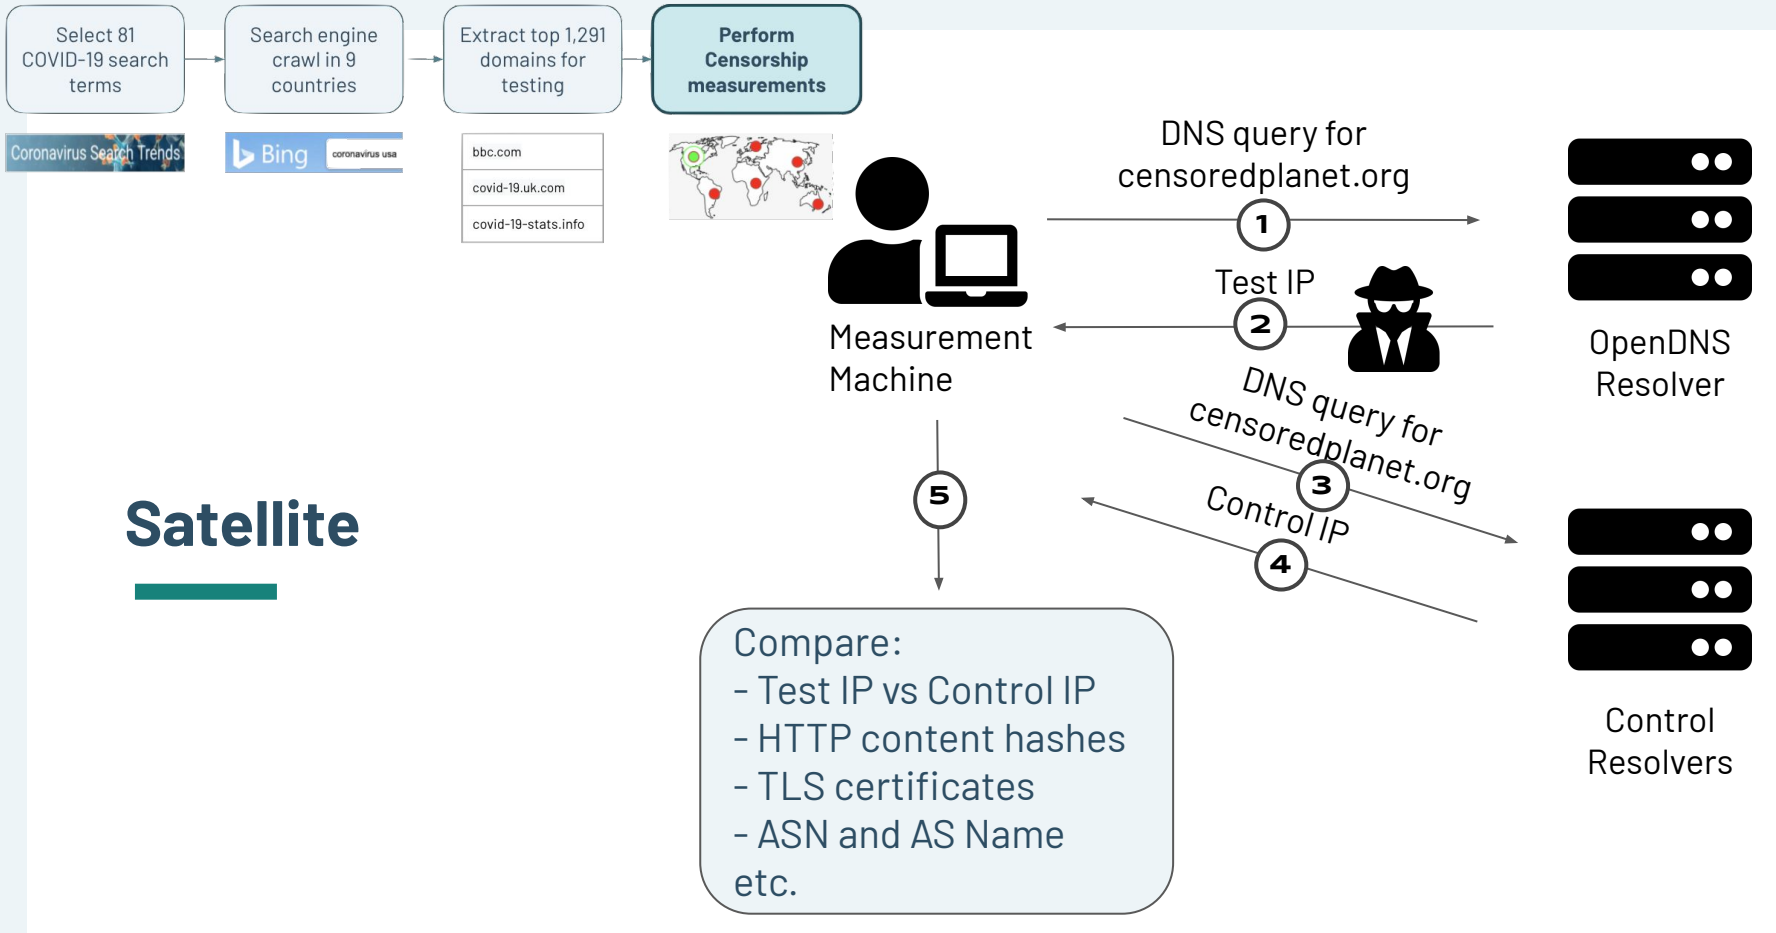 Select 81
COVID-19 search
terms
Search engine
crawl in 9
countries
Extract top 1,291
domains for
testing
Perform
Censorship
measurements
Coronavirus Search Trends
Bing
coronavirus usa
bbc.com
covid-19.uk.com
covid-19-stats.info
DNS query for
censoredplanet.org
1
Test IP
2
Measurement
Machine
OpenDNS
Resolver
DNS query for
censoredplanet.org
3
Control IP
4
5
Satellite
Control
Resolvers
Compare:
- Test IP vs Control IP
- HTTP content hashes
- TLS certificates
- ASN and AS Name
etc.